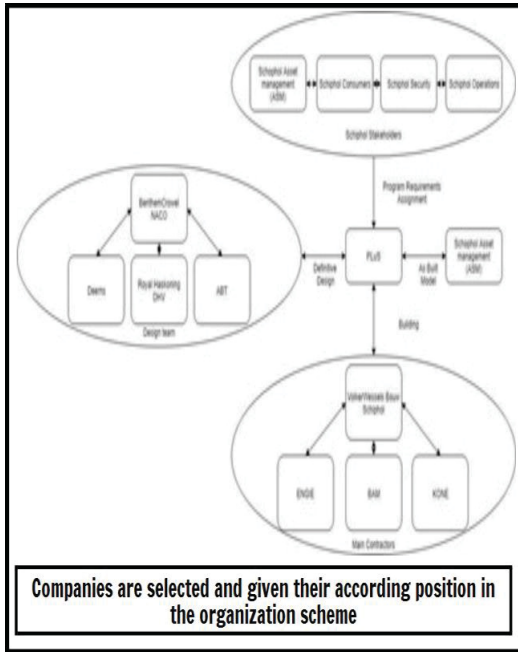 Schiphol Asset
management
(ASM)
Schiphol Consumers
Schiphol Security
Schiphol Operations
Schiphol Stakeholders
Program Requirements
Assignment
BenthemCrowel
NACO
Deerns
Royal Haskoning
DHV
ABT
Design team
Definitive
Design
PLuS
As Built
Model
Schiphol Asset
management
(ASM)
Building
VolkerWessels Bouw
Schiphol
ENGIE
BAM
KONE
Main Contractors
Companies are selected and given their according position in
the organization scheme